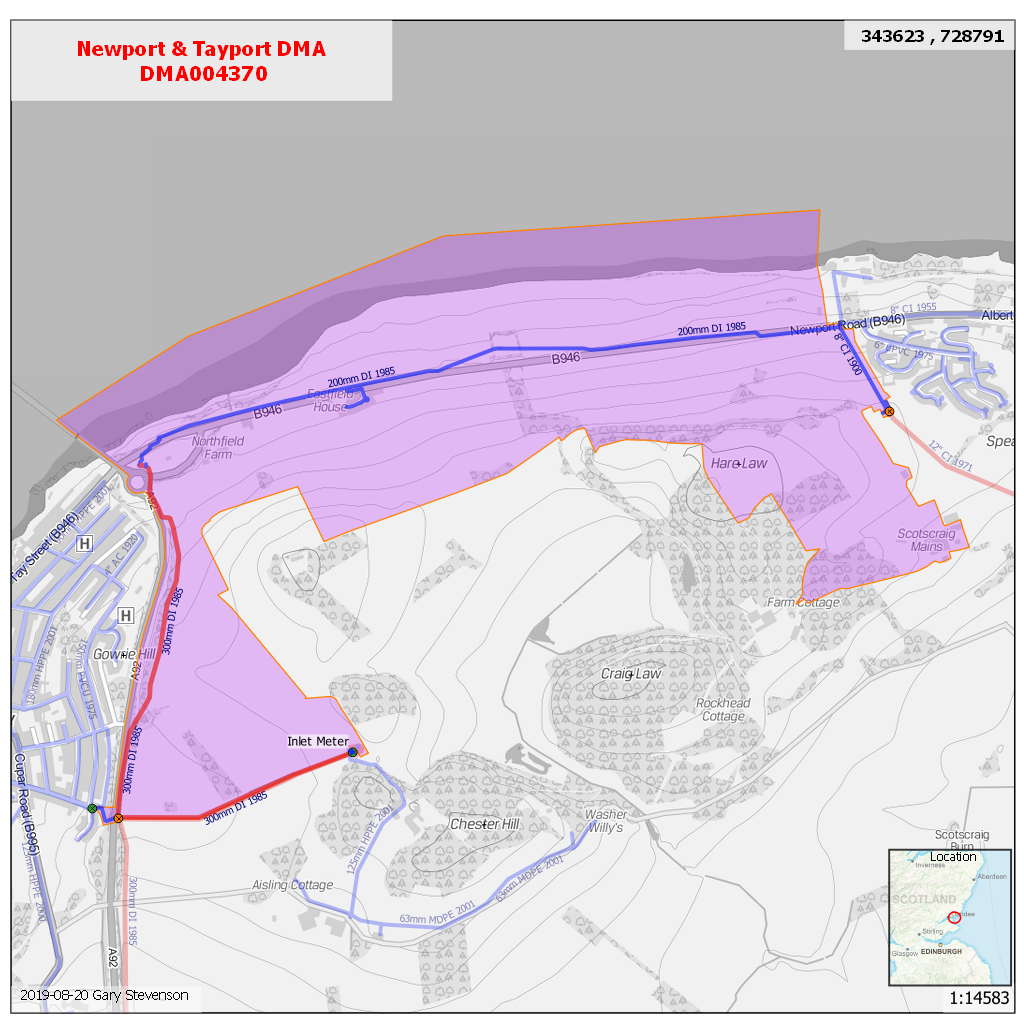 Newport & Tayport DMA
DMA004370
343623 , 728791
8" CI 1955
Albert
Newport Road (B946)
200mm DI 1985
6" HPVC 1975
8" CI 1900
B946
200mm DI 1985
Eastfield
House
B946
Northfield
Farm
12" CI 1971
Spea
Hare Law
A92
HPPE 2001
Tay Street (B946)
H
4" AC 1920
Scotscraig
Mains
300mm DI 1985
Farm Cottage
H
Gowrie Hill
A92
180mm HPPE 2001
150mm PVCU 1975
Craig Law
Rockhead
Cottage
Inlet Meter
300mm DI 1985
Cupar Road (B995)
300mm DI 1985
125mm HPPE 2001
Chester Hill
Washer
Willy's
Scotscraig
Burn
125mm HPPE 2000
Aisling Cottage
63mm MDPE 2001
63mm MDPE 2001
300mm DI 1985
A92
Location
Inverness
Aberdeen
SCOTLAND
Dundee
Stirling
Glasgow
EDINBURGH
2019-08-20 Gary Stevenson
1:14583